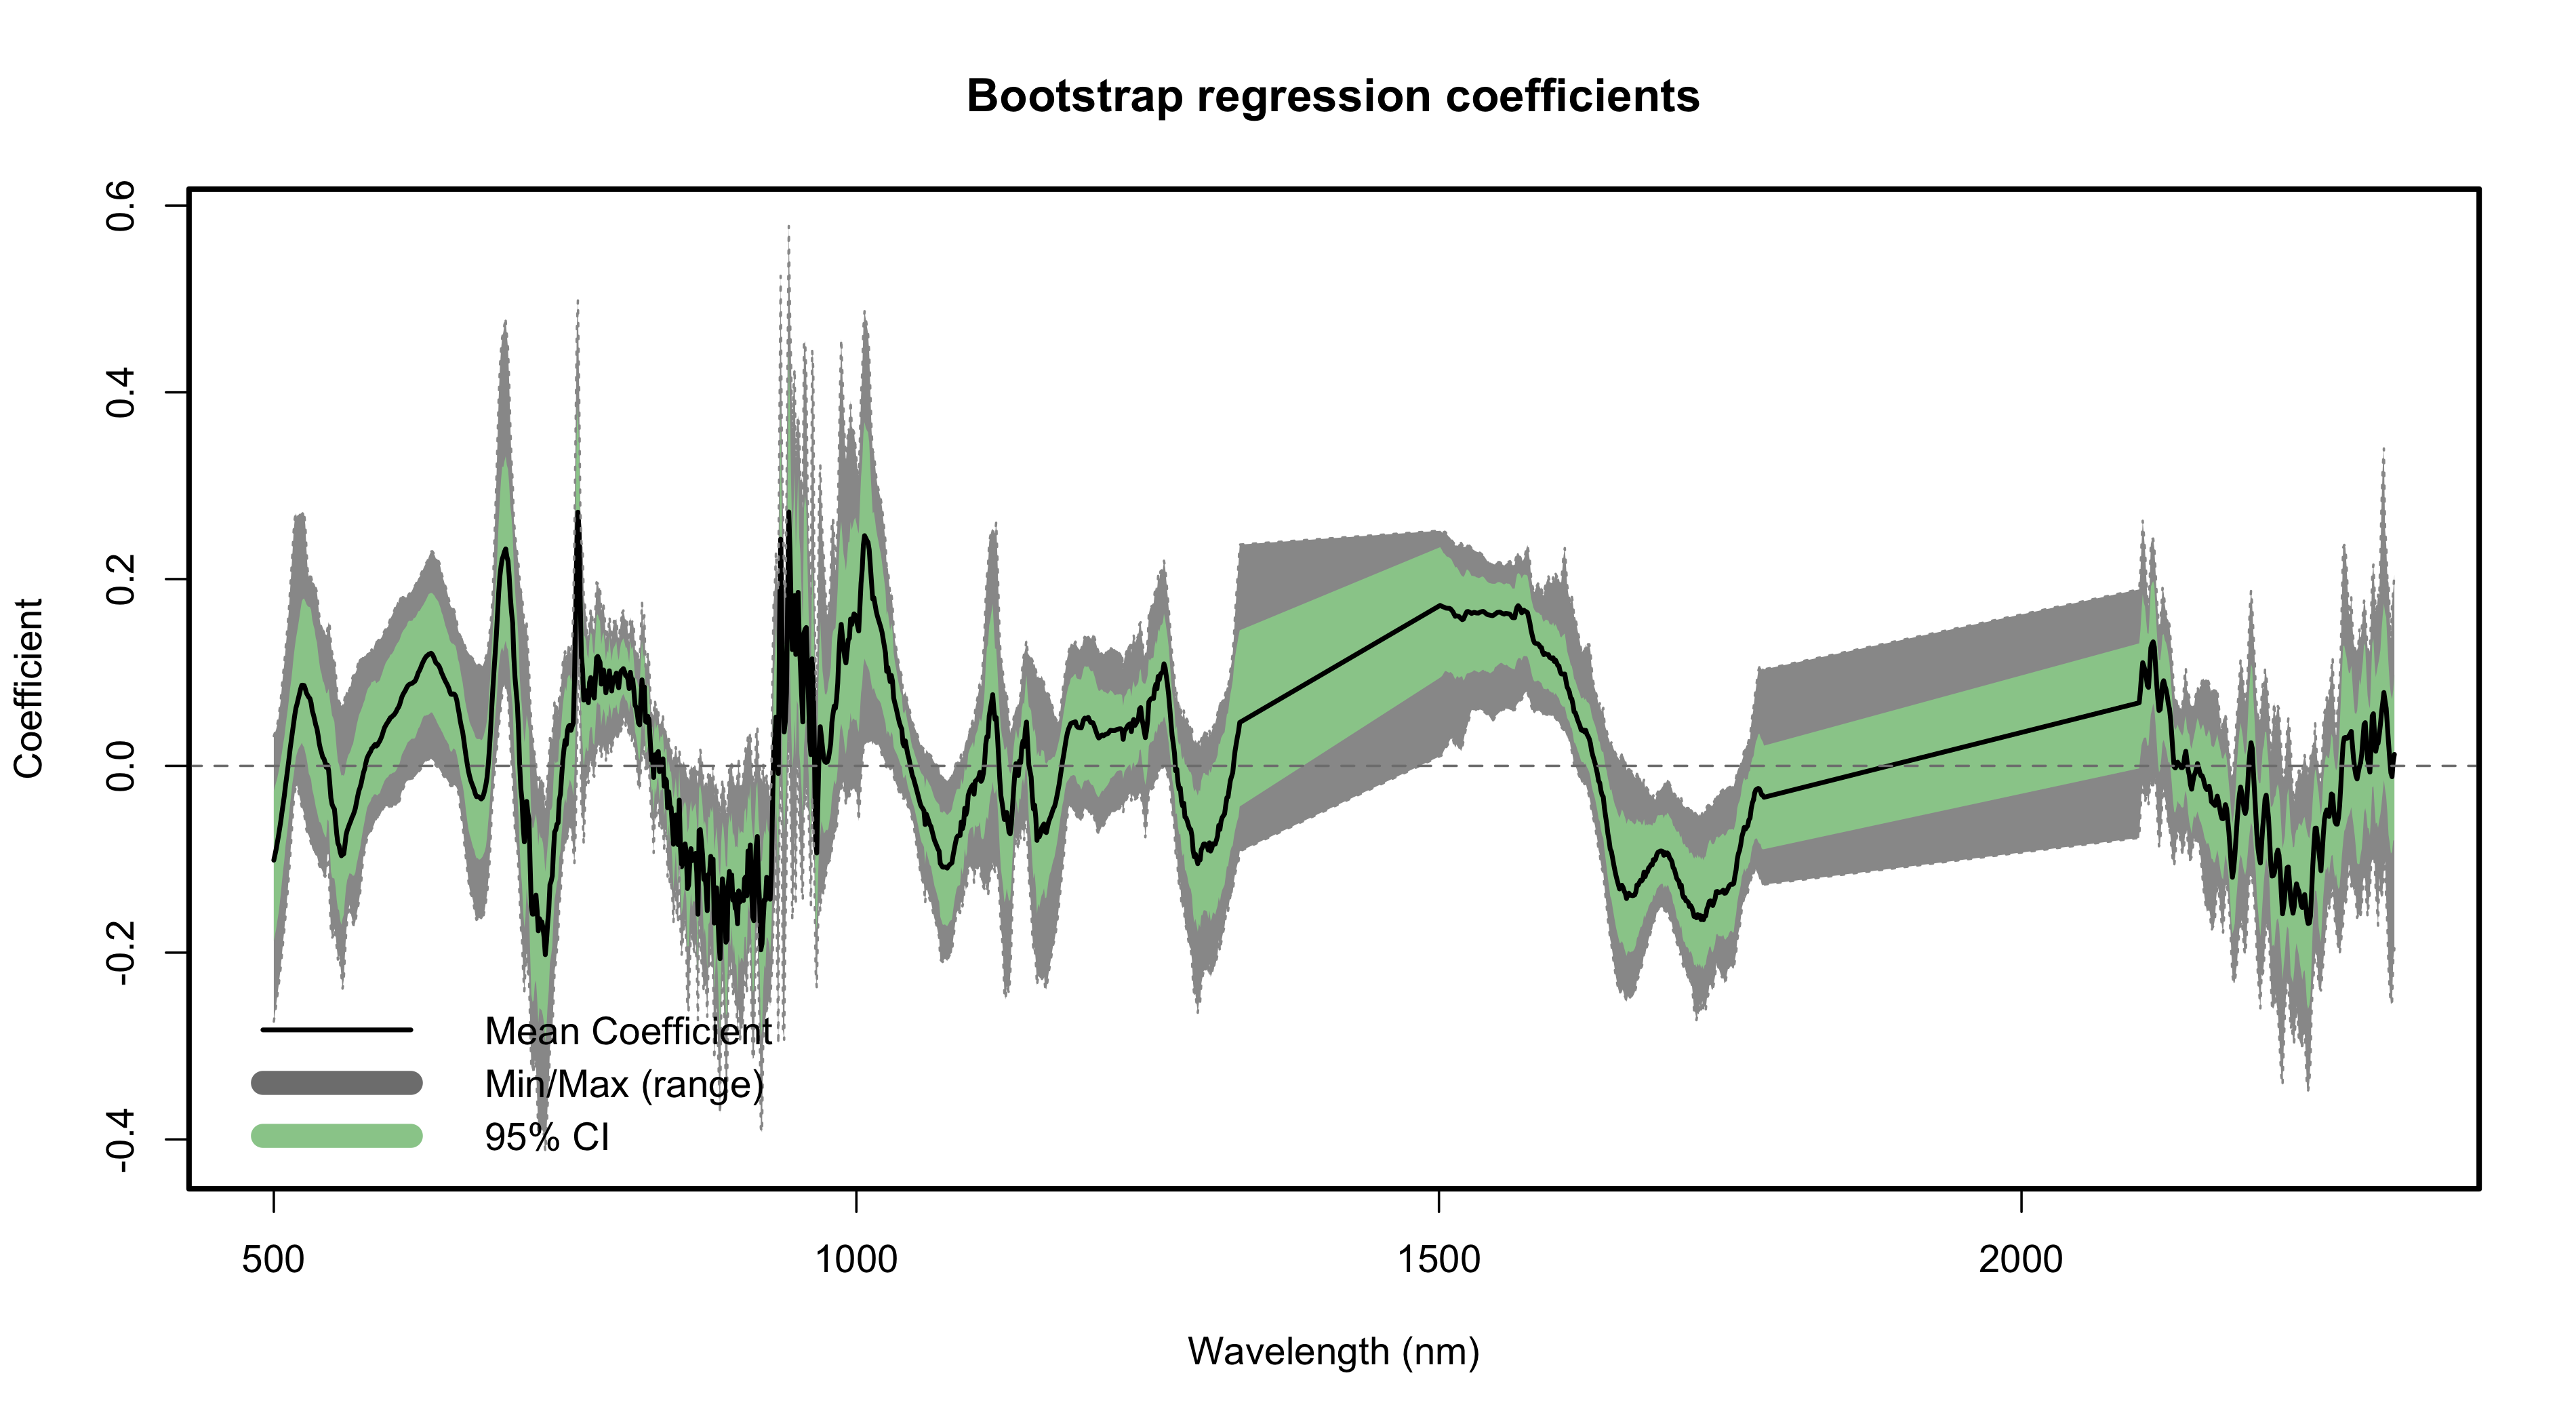 Bootstrap regression coefficients
Coefficient
0.6
0.4
0.2
0.0
-0.2
-0.4
Mean Coefficient
Min/Max (range)
95% CI
500 1000 1500 2000
Wavelength (nm)